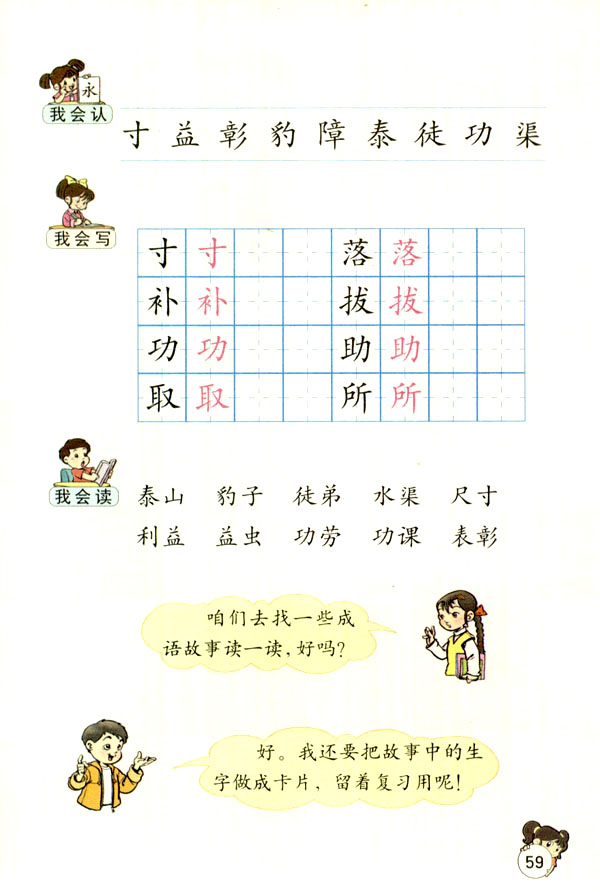 永
我会认
寸 益 彰 豹 障 泰 徒 功 渠
我会写
寸 寸 落 落
补 补 拔 拔
功 功 助 助
取 取 所 所
我会读
泰山 豹子 徒弟 水渠 尺寸
利益 益虫 功劳 功课 表彰
咱们去找一些成
语故事读一读，好吗？
好。我还要把故事中的生
字做成卡片，留着复习用呢！
59